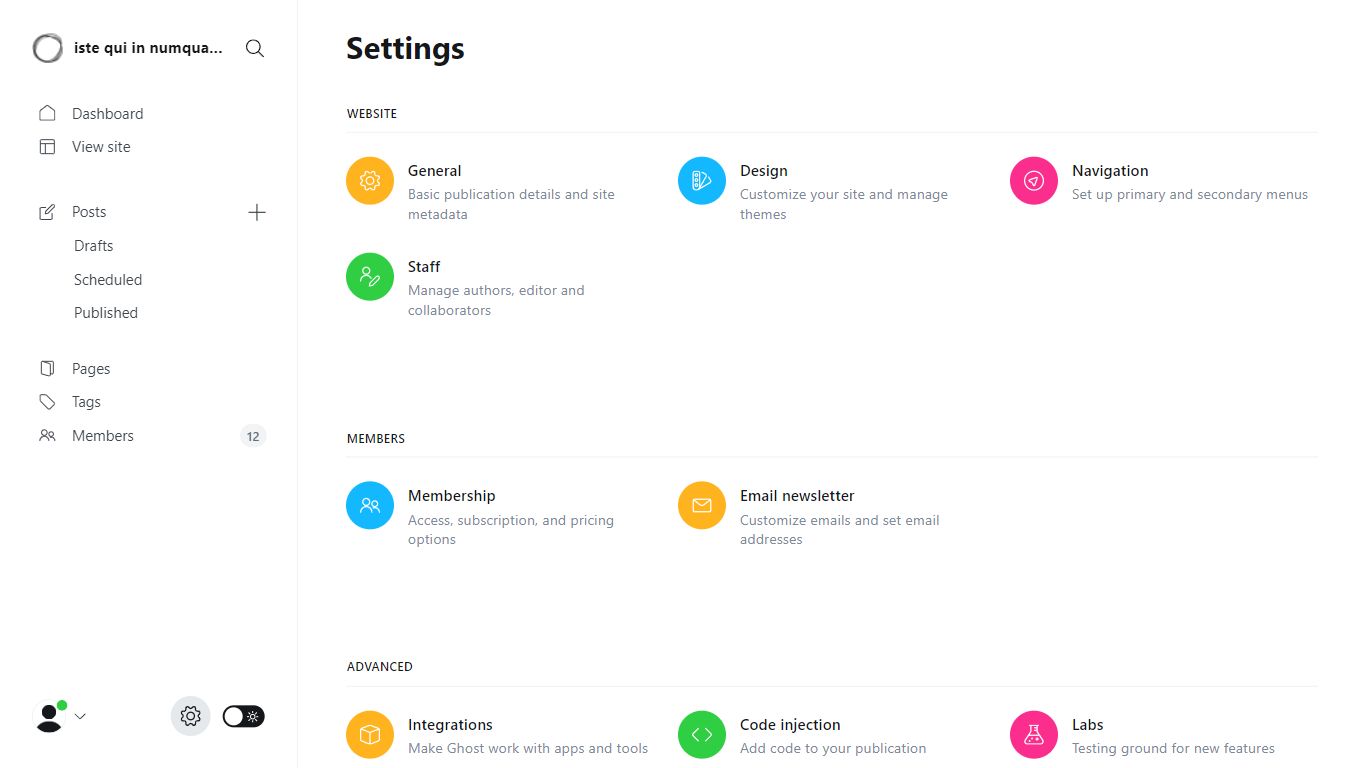 iste qui in numqua...
Dashboard
View site
Posts
Drafts
Scheduled
Published
Pages
Tags
Members
12
Settings
WEBSITE
General
Basic publication details and site
metadata
Design
Customize your site and manage
themes
Navigation
Set up primary and secondary menus
Staff
Manage authors, editor and
collaborators
MEMBERS
Membership
Access, subscription, and pricing
options
Email newsletter
Customize emails and set email
addresses
ADVANCED
Integrations
Make Ghost work with apps and tools
Code injection
Add code to your publication
Labs
Testing ground for new features